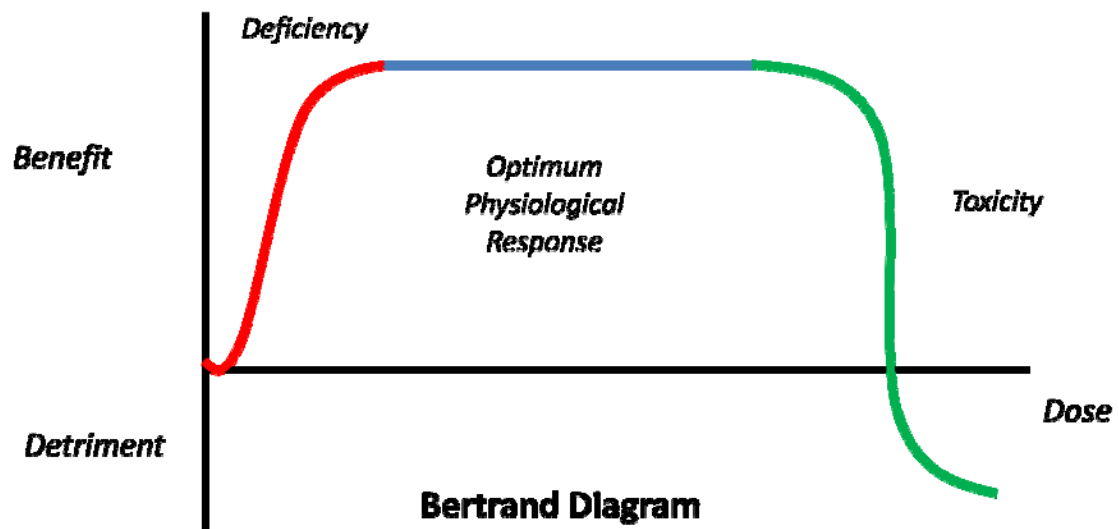 Deficiency
Benefit
Optimum
Physiological
Response
Toxicity
Dose
Detriment
Bertrand Diagram